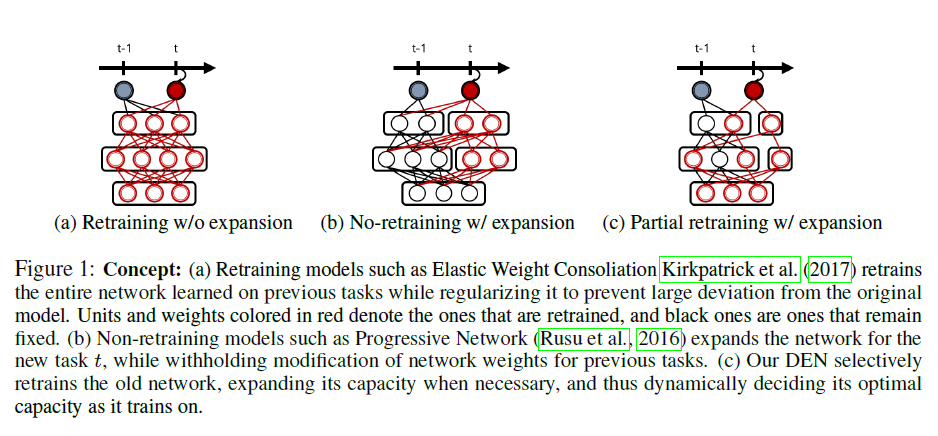 t-1 t
t-1 t
t-1 t
(a) Retraining w/o expansion
(b) No-retraining w/ expansion
(c) Partial retraining w/ expansion
Figure 1: Concept: (a) Retraining models such as Elastic Weight Consoliation Kirkpatrick et al. (2017) retrains
the entire network learned on previous tasks while regularizing it to prevent large deviation from the original
model. Units and weights colored in red denote the ones that are retrained, and black ones are ones that remain
fixed. (b) Non-retraining models such as Progressive Network (Rusu et al., 2016) expands the network for the
new task t, while withholding modification of network weights for previous tasks. (c) Our DEN selectively
retrains the old network, expanding its capacity when necessary, and thus dynamically deciding its optimal
capacity as it trains on.